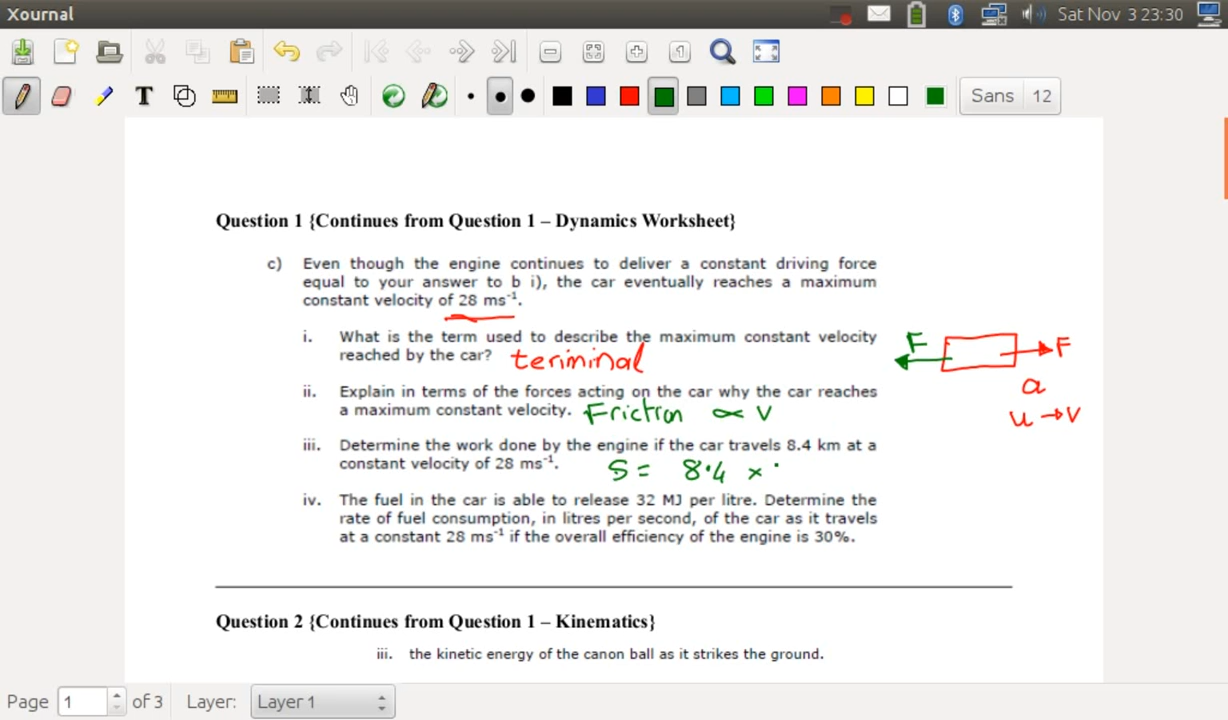 Xournal
Sat Nov 3 23:30
T
Sans 12
Question 1 {Continues from Question 1 – Dynamics Worksheet}
c) Even though the engine continues to deliver a constant driving force
equal to your answer to b i), the car eventually reaches a maximum
constant velocity of 28 ms⁻¹.
i. What is the term used to describe the maximum constant velocity
reached by the car? teriminal
F
F
a
u → v
ii. Explain in terms of the forces acting on the car why the car reaches
a maximum constant velocity. Friction ∝ v
iii. Determine the work done by the engine if the car travels 8.4 km at a
constant velocity of 28 ms⁻¹. S = 8.4 ×
iv. The fuel in the car is able to release 32 MJ per litre. Determine the
rate of fuel consumption, in litres per second, of the car as it travels
at a constant 28 ms⁻¹ if the overall efficiency of the engine is 30%.
Question 2 {Continues from Question 1 – Kinematics}
iii. the kinetic energy of the canon ball as it strikes the ground.
Page 1 of 3 Layer: Layer 1